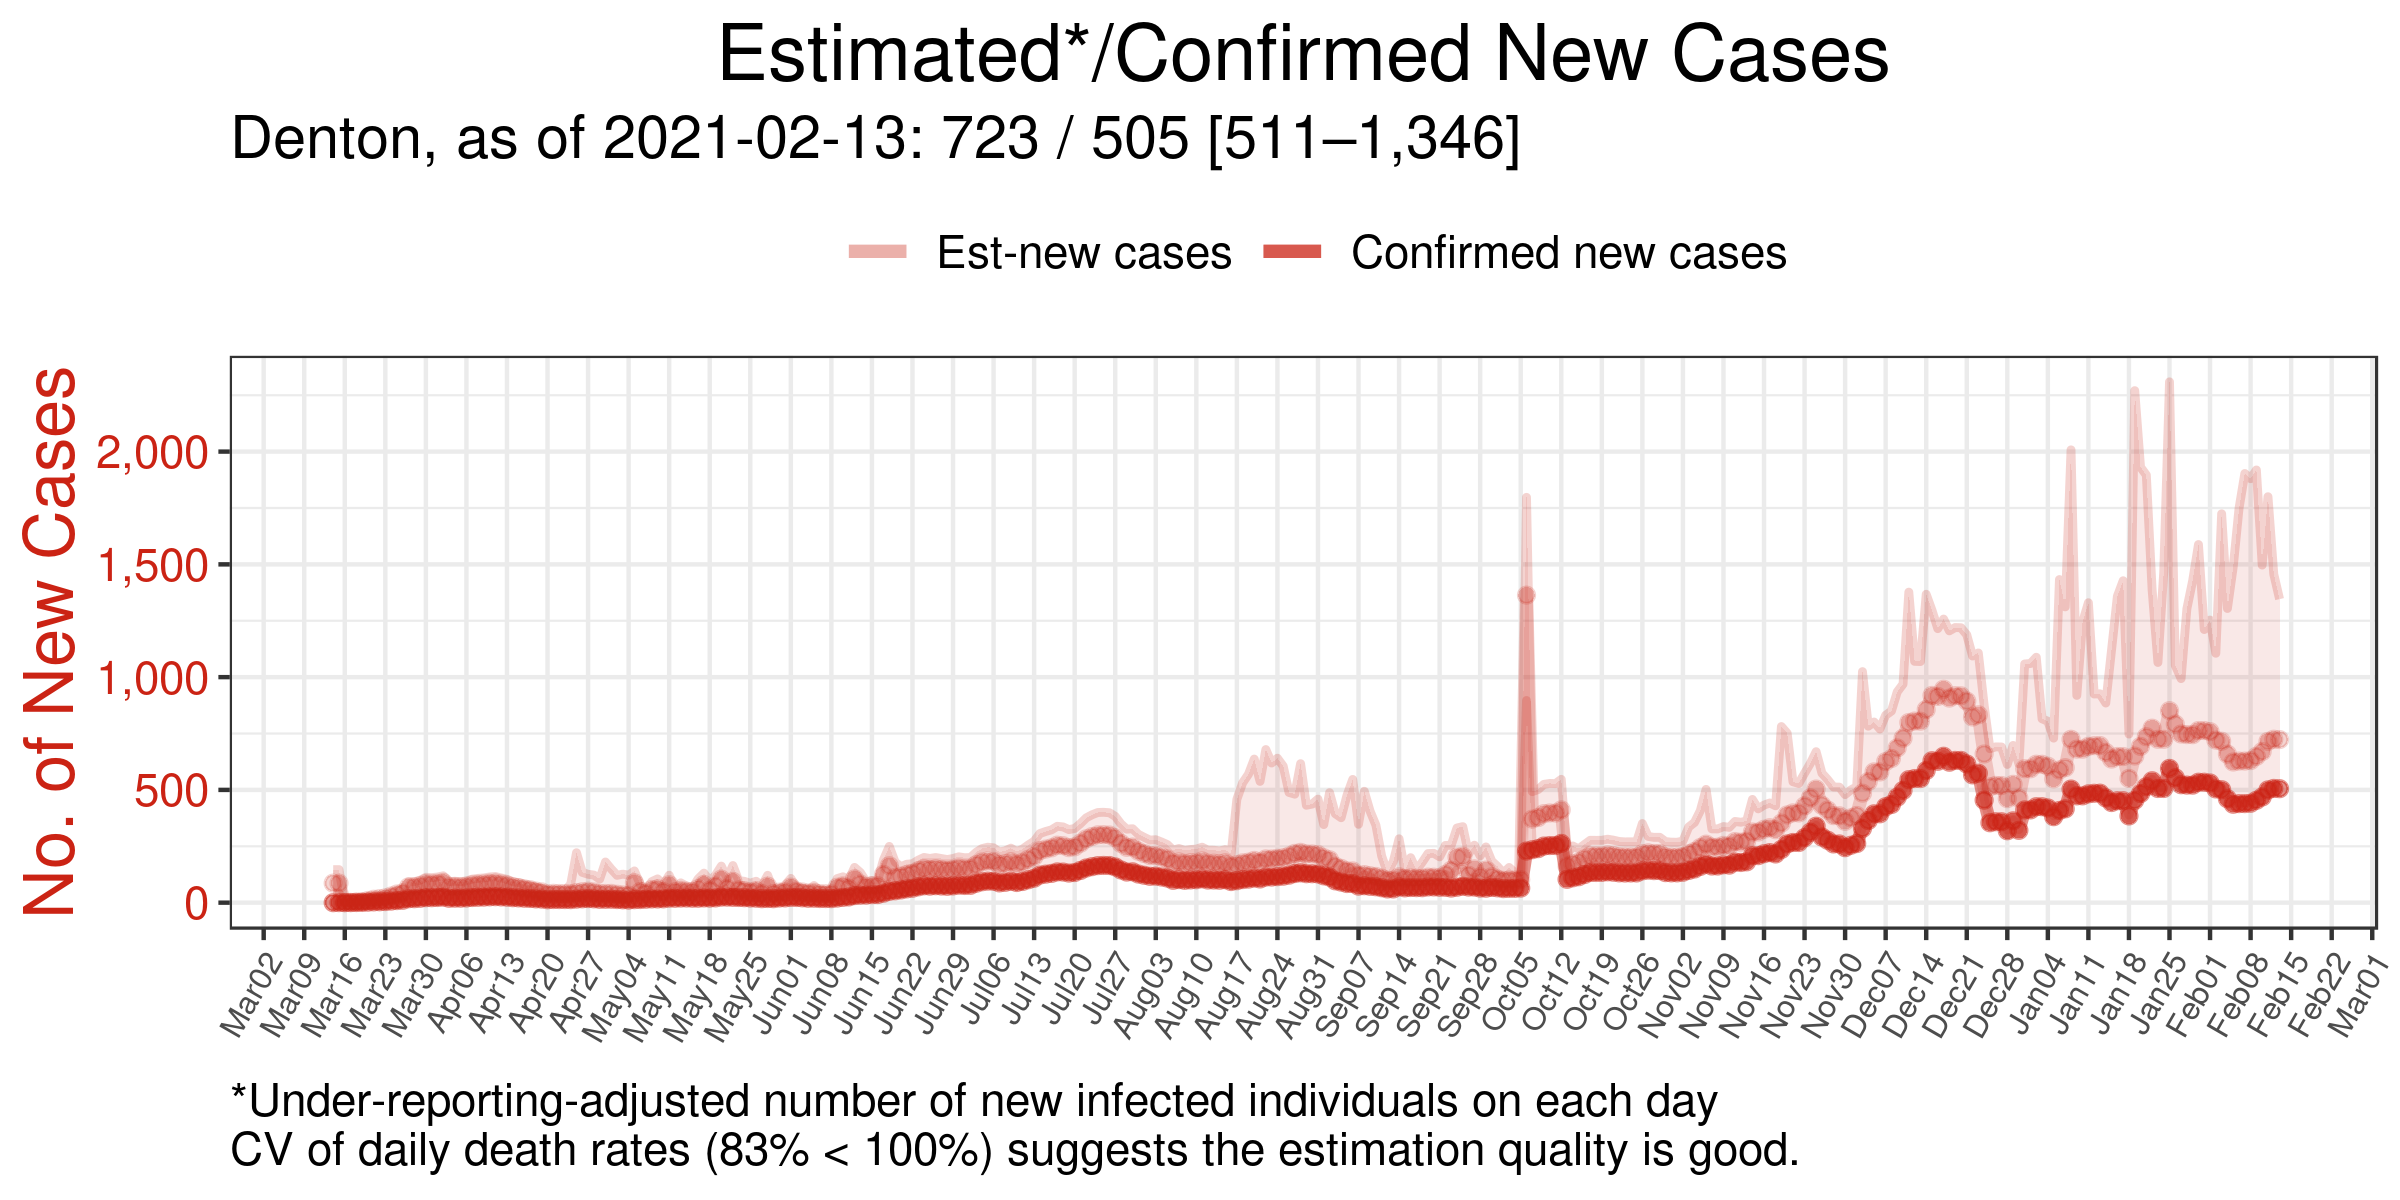 Estimated*/Confirmed New Cases
Denton, as of 2021-02-13: 723 / 505 [511–1,346]
Est-new cases Confirmed new cases
No. of New Cases
2,000
1,500
1,000
500
0
Mar02 Mar09 Mar16 Mar23 Mar30 Apr06 Apr13 Apr20 Apr27 May04 May11 May18 May25 Jun01 Jun08 Jun15 Jun22 Jun29 Jul06 Jul13 Jul20 Jul27 Aug03 Aug10 Aug17 Aug24 Aug31 Sep07 Sep14 Sep21 Sep28 Oct05 Oct12 Oct19 Oct26 Nov02 Nov09 Nov16 Nov23 Nov30 Dec07 Dec14 Dec21 Dec28 Jan04 Jan11 Jan18 Jan25 Feb01 Feb08 Feb15 Feb22 Mar01
*Under-reporting-adjusted number of new infected individuals on each day
CV of daily death rates (83% < 100%) suggests the estimation quality is good.